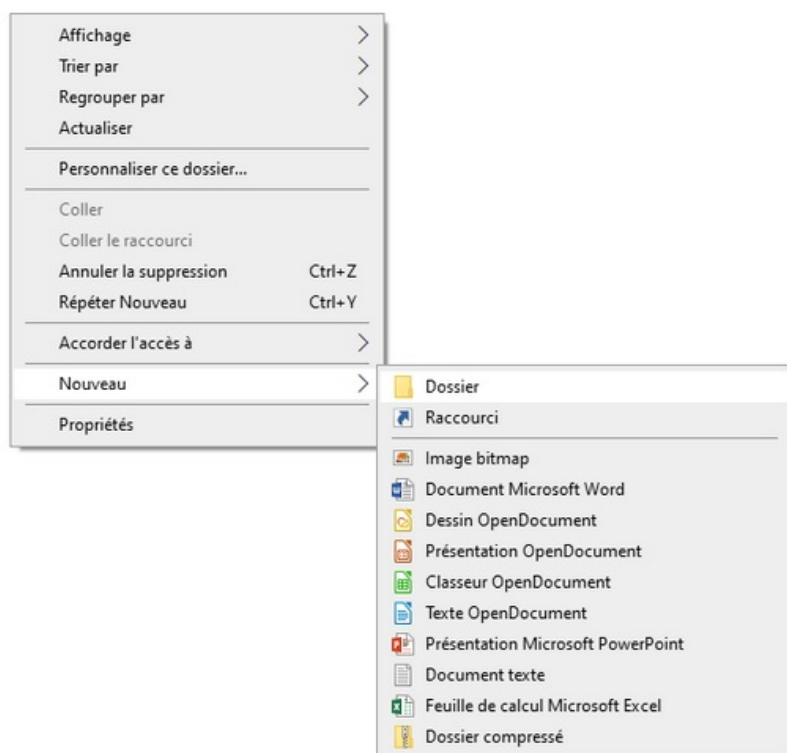 Affichage
Trier par
Regrouper par
Actualiser
Personnaliser ce dossier...
Coller
Coller le raccourci
Annuler la suppression Ctrl+Z
Répéter Nouveau Ctrl+Y
Accorder l'accès à
Nouveau
Propriétés
Dossier
Raccourci
Image bitmap
Document Microsoft Word
Dessin OpenDocument
Présentation OpenDocument
Classeur OpenDocument
Texte OpenDocument
Présentation Microsoft PowerPoint
Document texte
Feuille de calcul Microsoft Excel
Dossier compressé